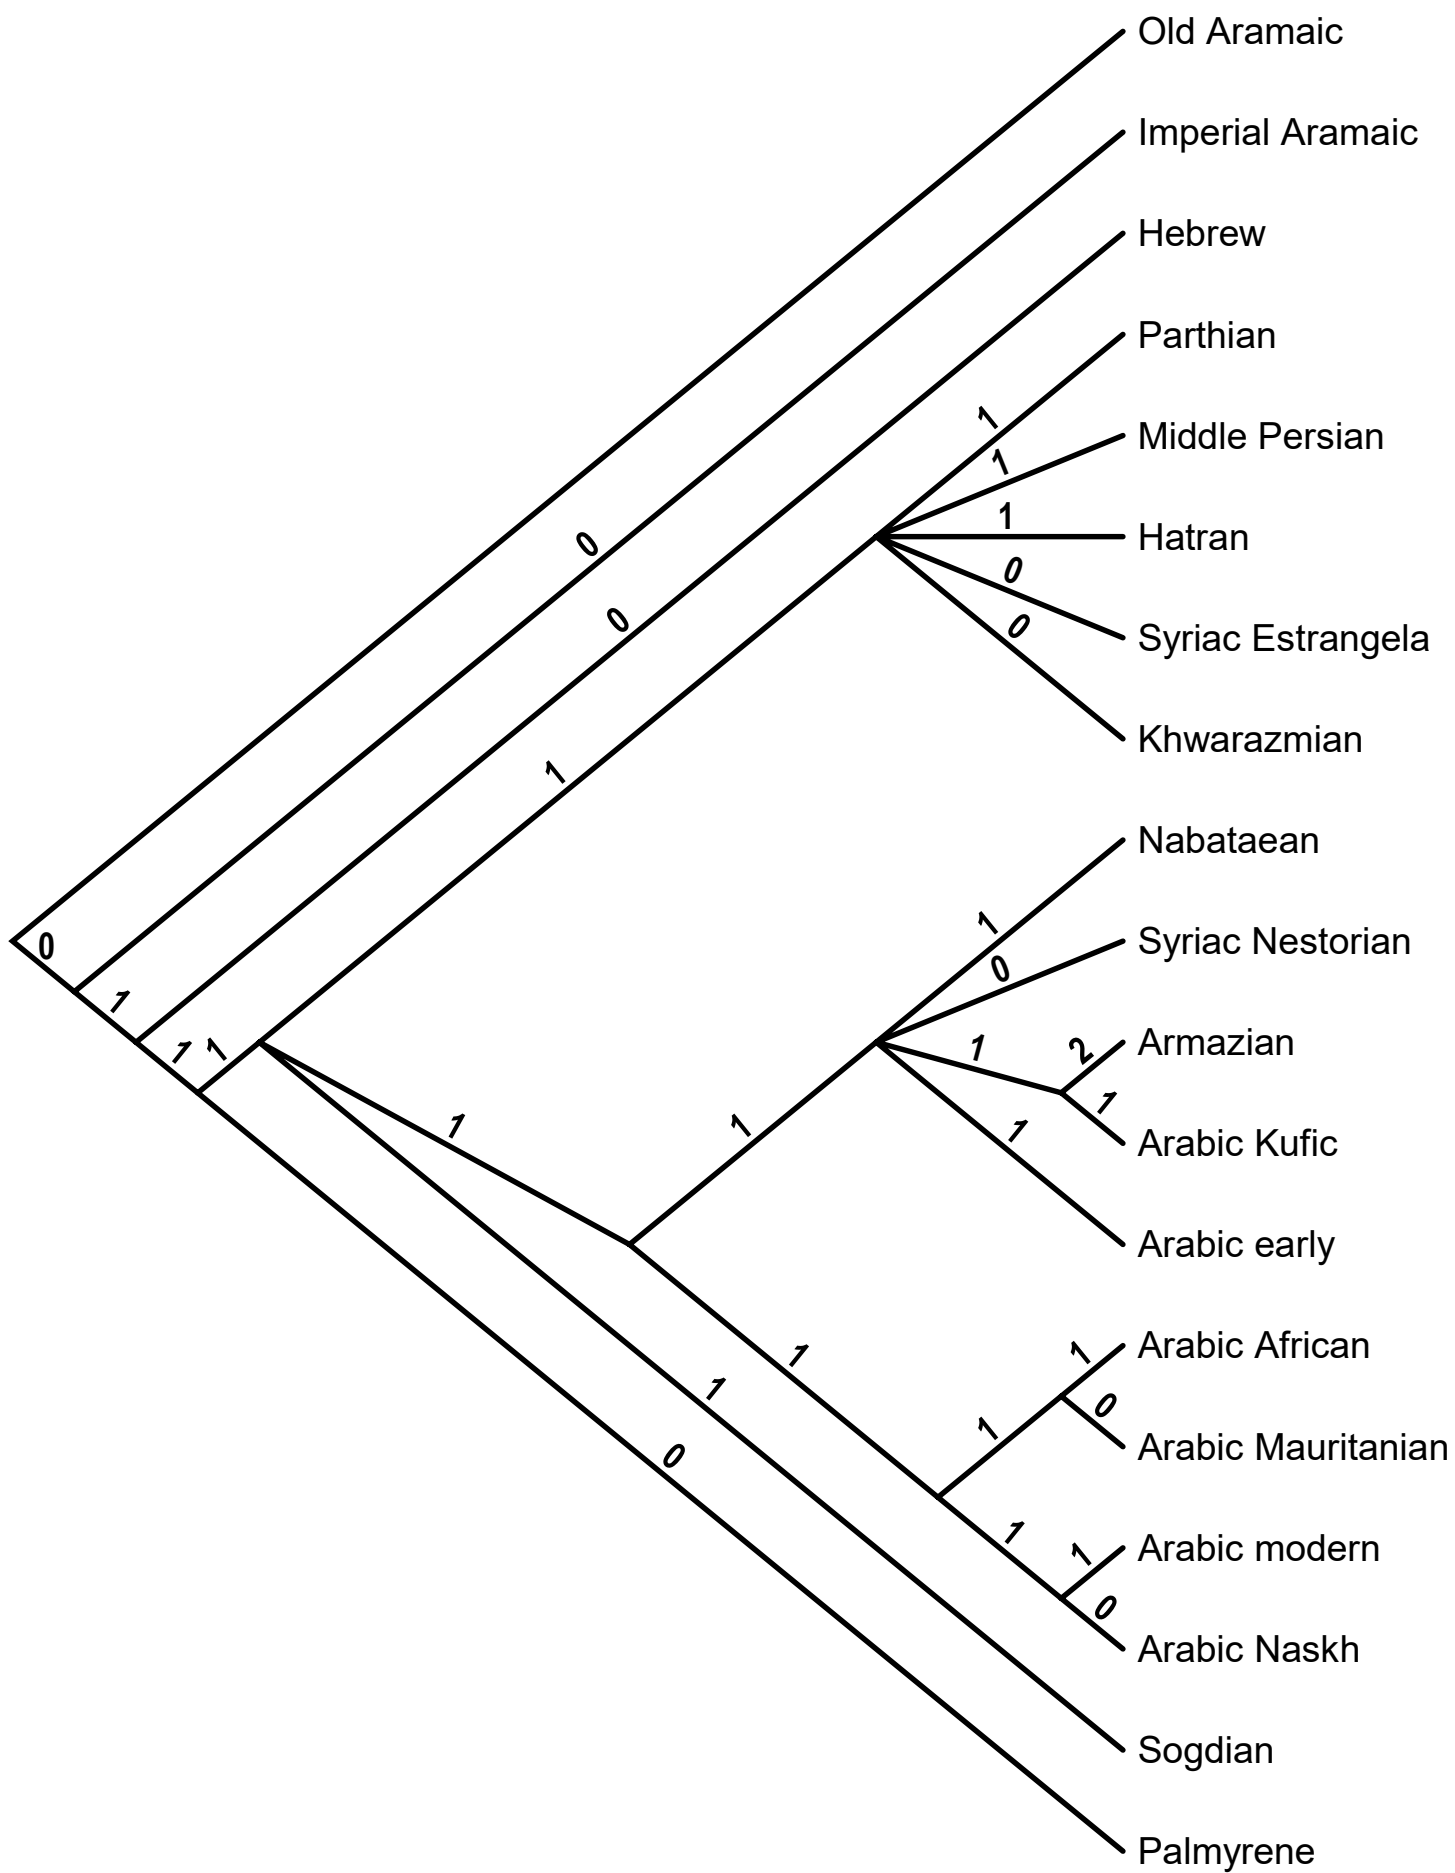 Old Aramaic
Imperial Aramaic
Hebrew
Parthian
1
Middle Persian
1
1
Hatran
0
0
Syriac Estrangela
0
0
Khwarazmian
1
Nabataean
1
Syriac Nestorian
0
0
1
Armazian
2
1
1
1
1
Arabic Kufic
1
1
1
1
Arabic early
Arabic African
1
1
1
0
Arabic Mauritanian
1
0
1
Arabic modern
1
0
Arabic Naskh
Sogdian
Palmyrene